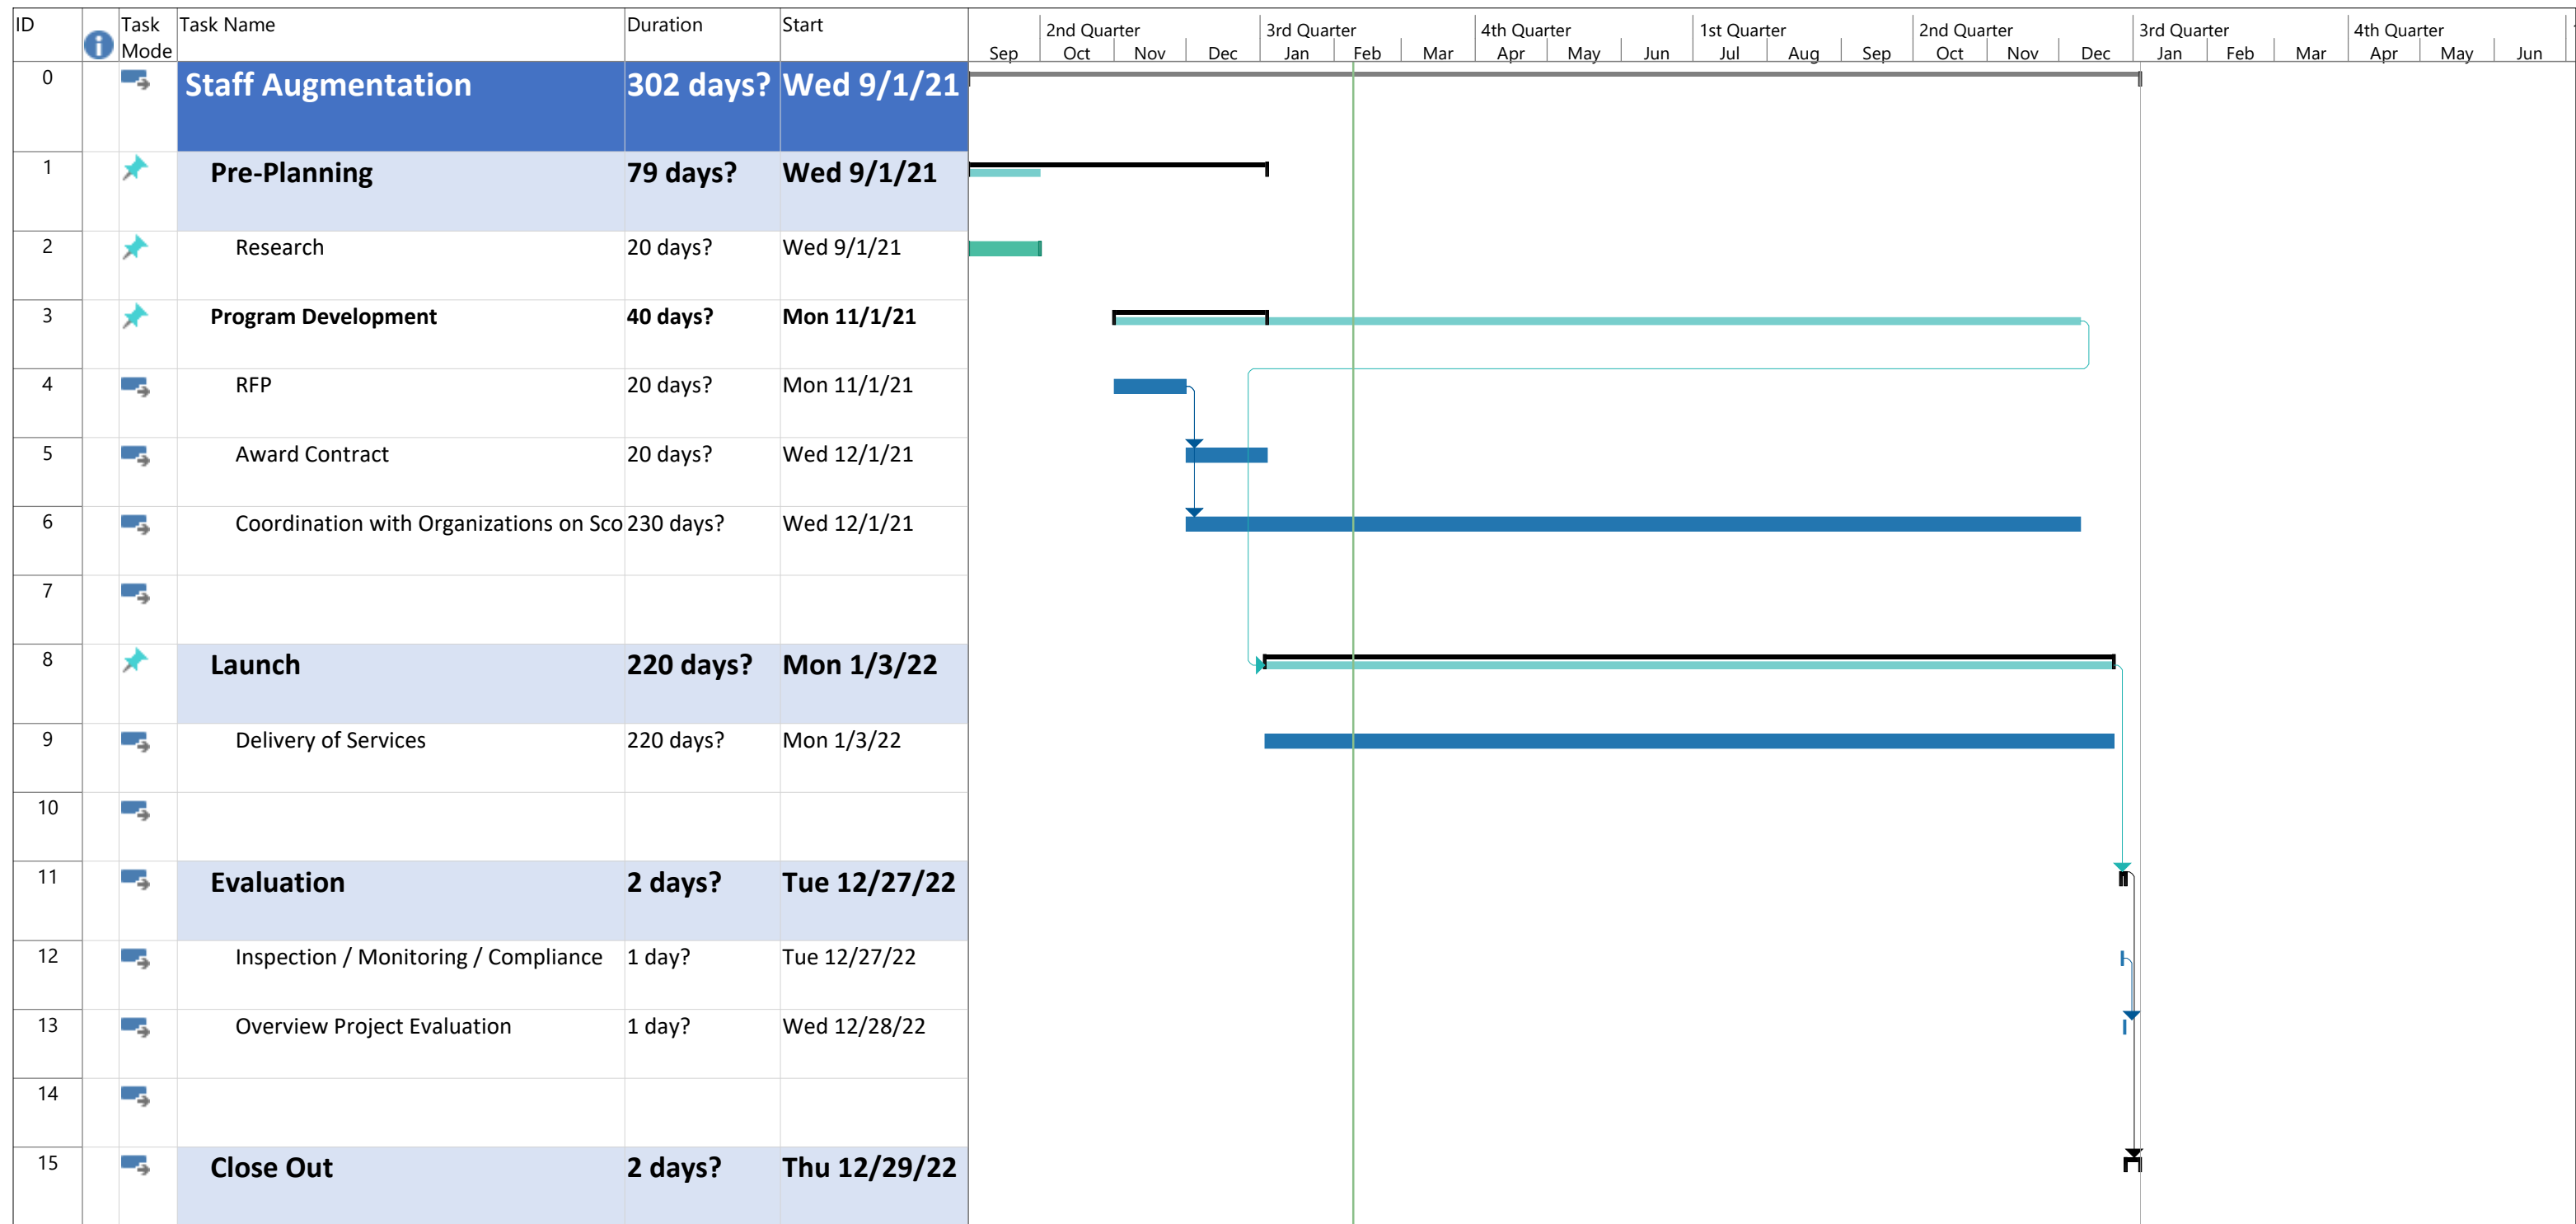 ID Task Mode Task Name Duration Start
2nd Quarter 3rd Quarter 4th Quarter 1st Quarter 2nd Quarter 3rd Quarter 4th Quarter
Sep Oct Nov Dec Jan Feb Mar Apr May Jun Jul Aug Sep Oct Nov Dec Jan Feb Mar Apr May Jun
0 Staff Augmentation 302 days? Wed 9/1/21
1 Pre-Planning 79 days? Wed 9/1/21
2 Research 20 days? Wed 9/1/21
3 Program Development 40 days? Mon 11/1/21
4 RFP 20 days? Mon 11/1/21
5 Award Contract 20 days? Wed 12/1/21
6 Coordination with Organizations on Sco 230 days? Wed 12/1/21
7
8 Launch 220 days? Mon 1/3/22
9 Delivery of Services 220 days? Mon 1/3/22
10
11 Evaluation 2 days? Tue 12/27/22
12 Inspection / Monitoring / Compliance 1 day? Tue 12/27/22
13 Overview Project Evaluation 1 day? Wed 12/28/22
14
15 Close Out 2 days? Thu 12/29/22